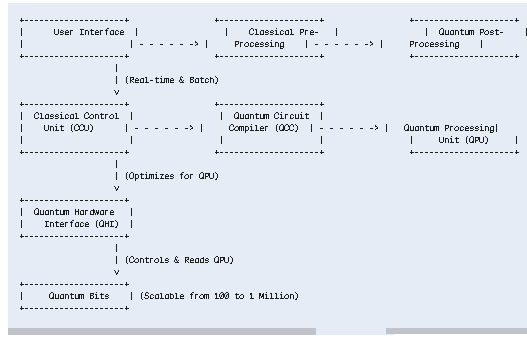 User Interface Classical Pre- Quantum Post-
Processing Processing
(Real-time & Batch)
Classical Control Quantum Circuit
Unit (CCU) Compiler (QCC) Quantum Processing
Unit (QPU)
(Optimizes for QPU)
Quantum Hardware
Interface (QHI)
(Controls & Reads QPU)
Quantum Bits (Scalable from 100 to 1 Million)